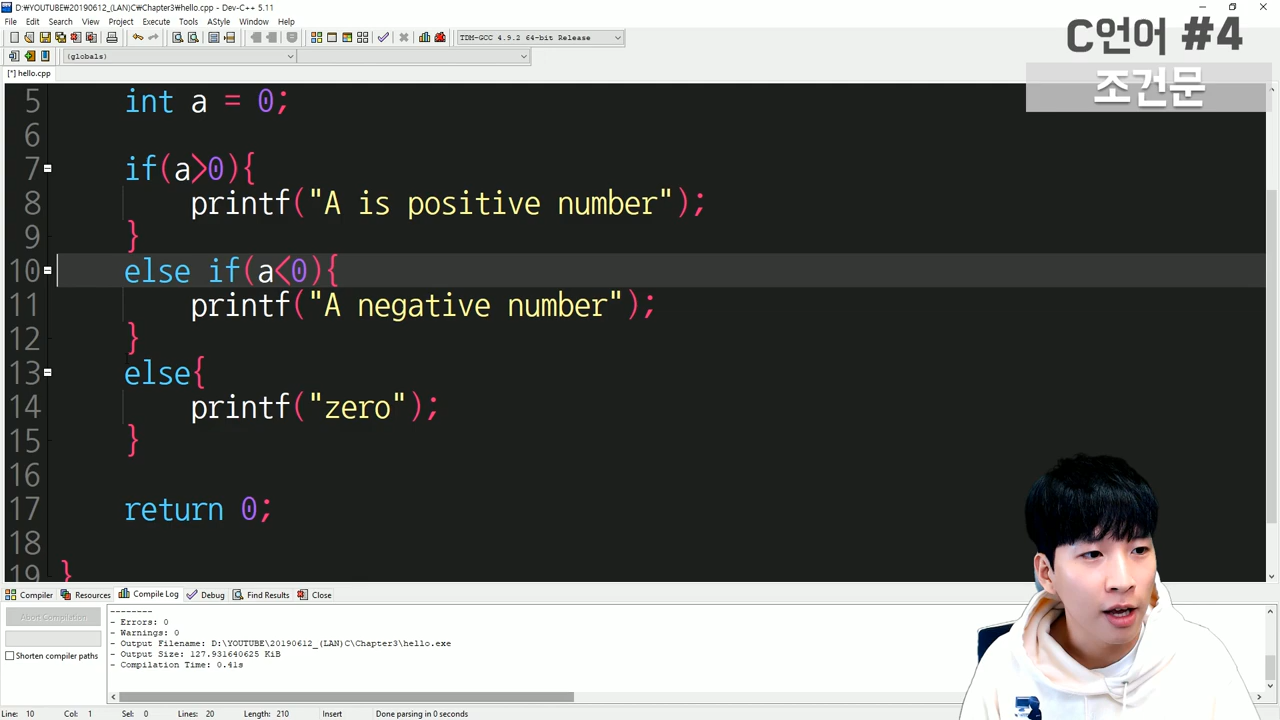 D:₩YOUTUBE₩20190612_(LAN)C₩Chapter3₩hello.cpp - Dev-C++ 5.11
File Edit Search View Project Execute Tools AStyle Window Help
TDM-GCC 4.9.2 64-bit Release
(globals)
[*] hello.cpp
C언어 #4
조건문
5 int a = 0;
6
7 if(a>0){
8 printf("A is positive number");
9 }
10 else if(a<0){
11 printf("A negative number");
12 }
13 else{
14 printf("zero");
15 }
16
17 return 0;
18
19 }
Compiler Resources Compile Log Debug Find Results Close
Abort Compilation
Shorten compiler paths
--------
- Errors: 0
- Warnings: 0
- Output Filename: D:\YOUTUBE\20190612_(LAN)C\Chapter3\hello.exe
- Output Size: 127.931640625 KiB
- Compilation Time: 0.41s
Line: 10 Col: 1 Sel: 0 Lines: 20 Length: 210 Insert Done parsing in 0 seconds